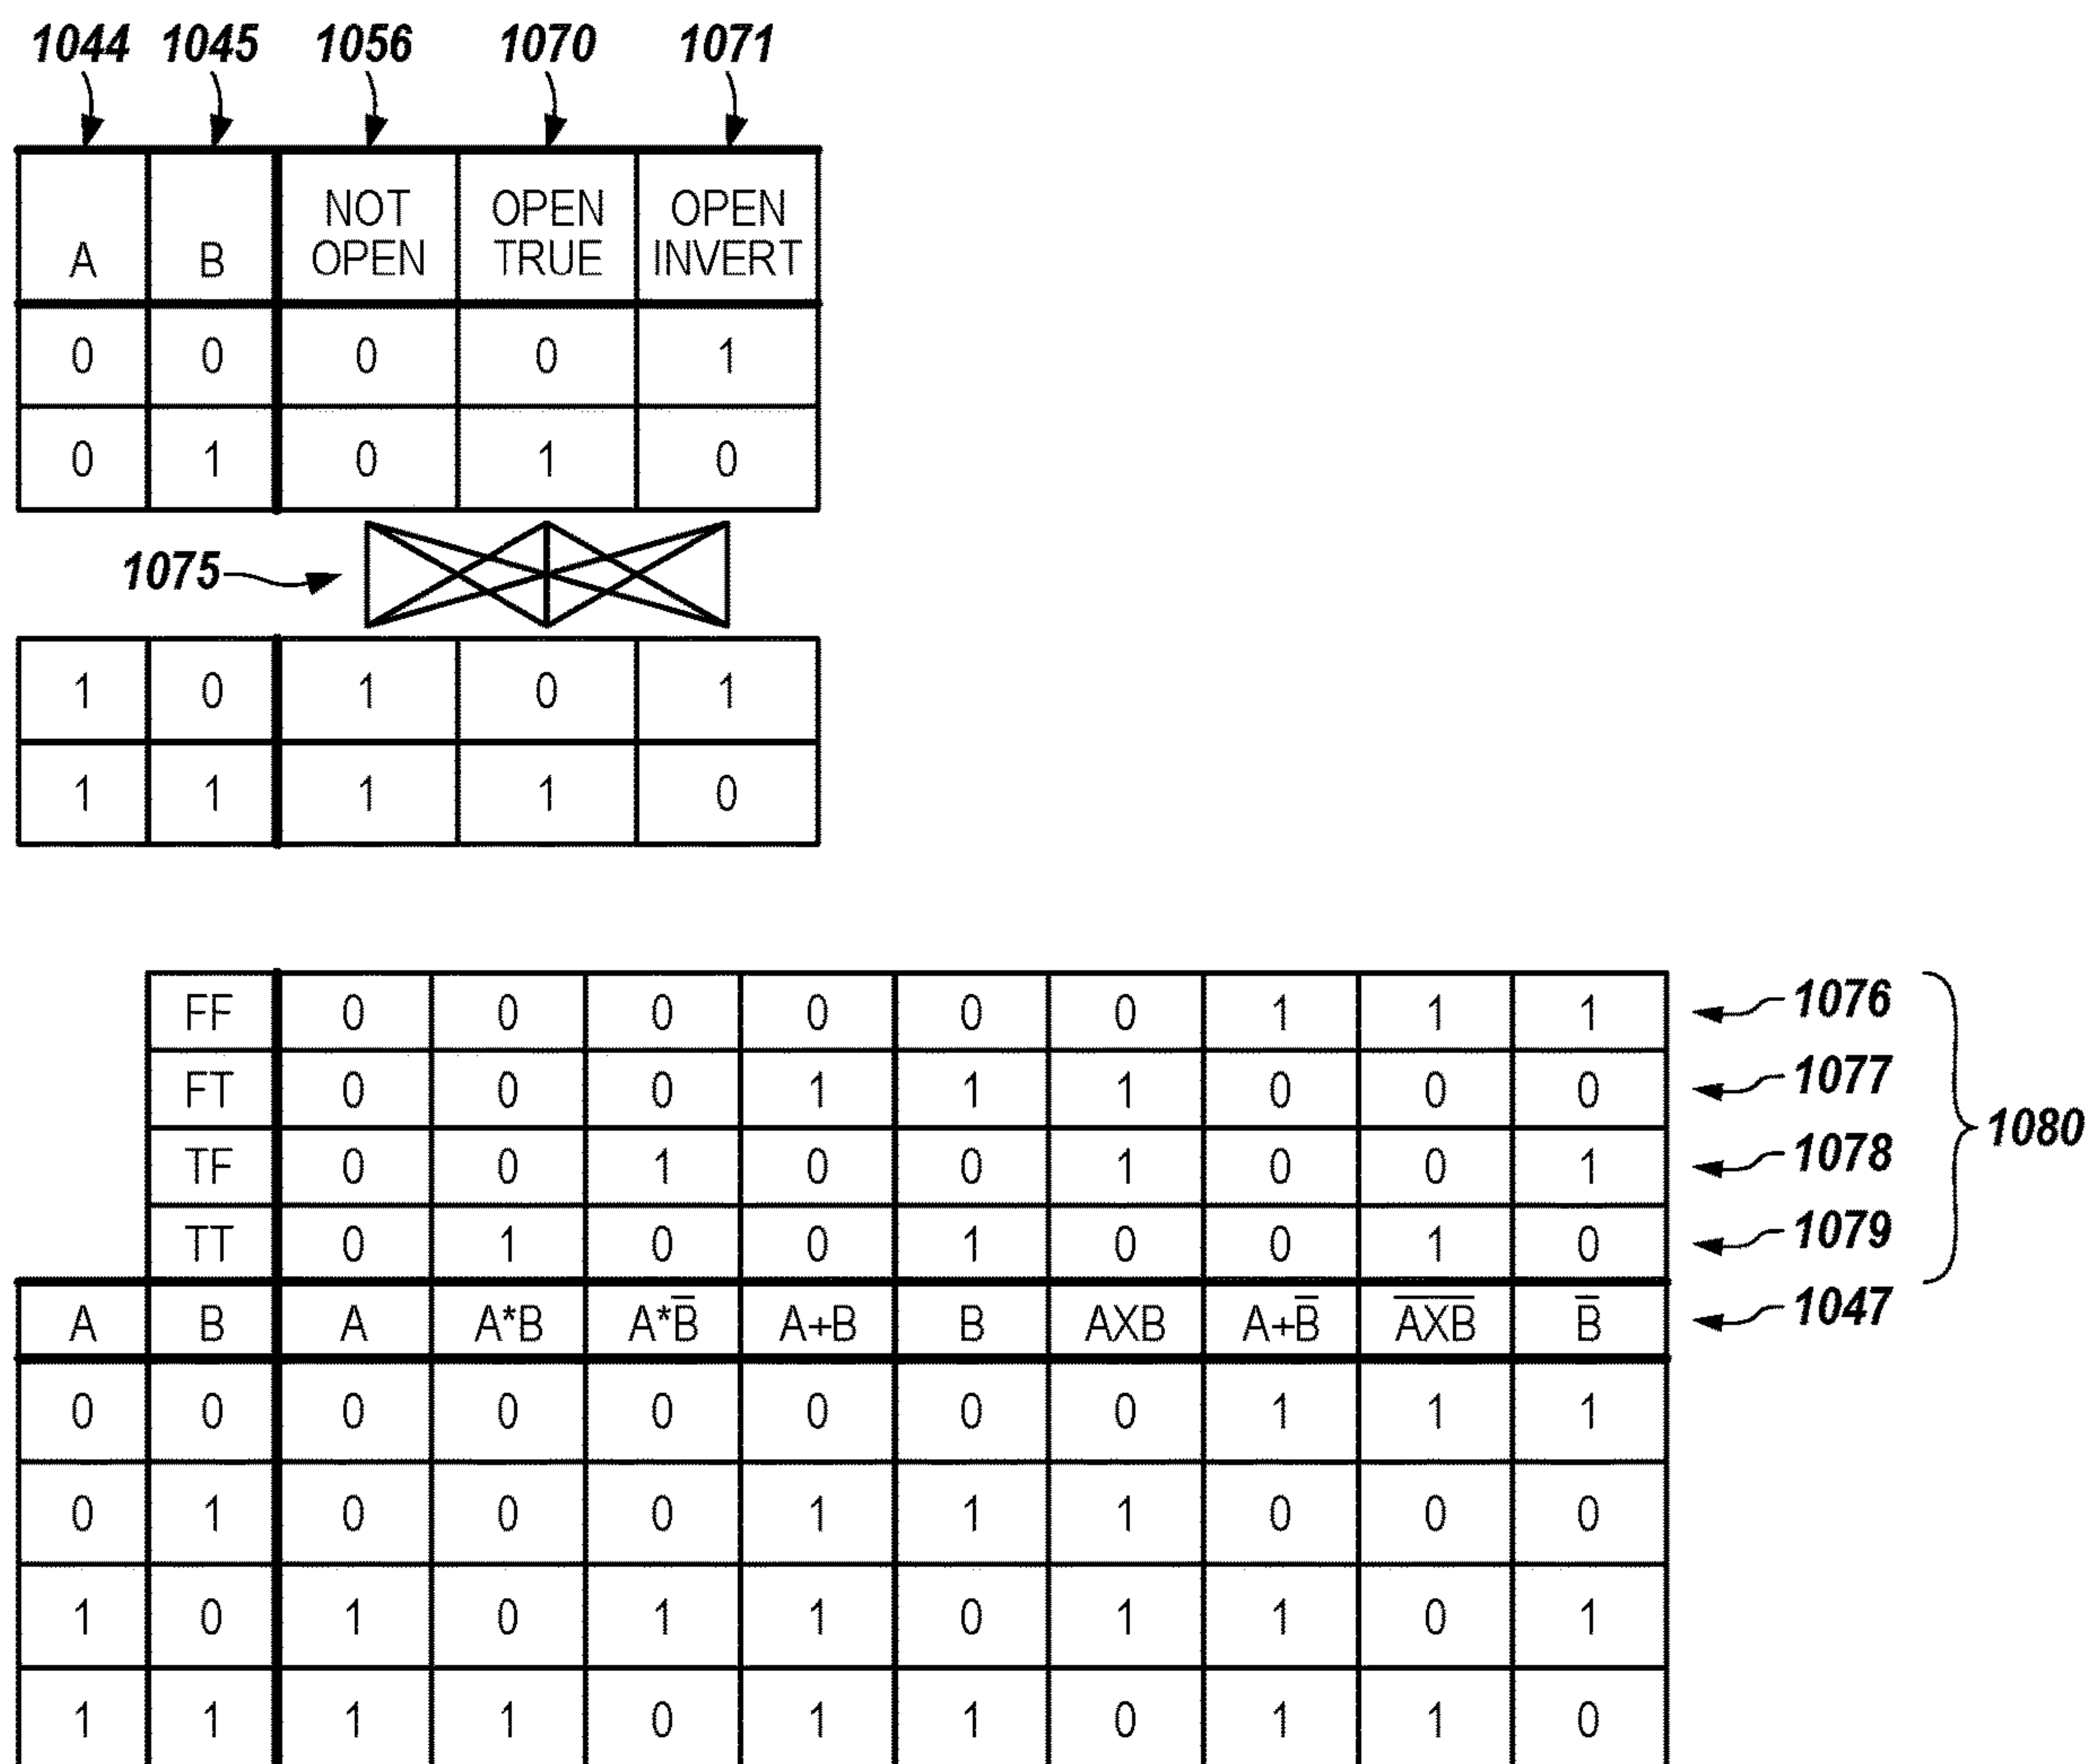 1044 1045 1056 1070 1071
A B NOT OPEN OPEN TRUE OPEN INVERT
0 0 0 0 1
0 1 0 1 0
1075
1 0 1 0 1
1 1 1 1 0
FF 0 0 0 0 0 0 1 1 1 1076
FT 0 0 0 1 1 1 0 0 0 1077
TF 0 0 1 0 0 1 0 0 1 1078
TT 0 1 0 0 1 0 0 1 0 1079
1080
A B A A*B A*B̅ A+B B AXB A+B̅ A̅X̅B̅ B̅ 1047
0 0 0 0 0 0 0 0 1 1 1
0 1 0 0 0 1 1 1 0 0 0
1 0 1 0 1 1 0 1 1 0 1
1 1 1 1 0 1 1 0 1 1 0